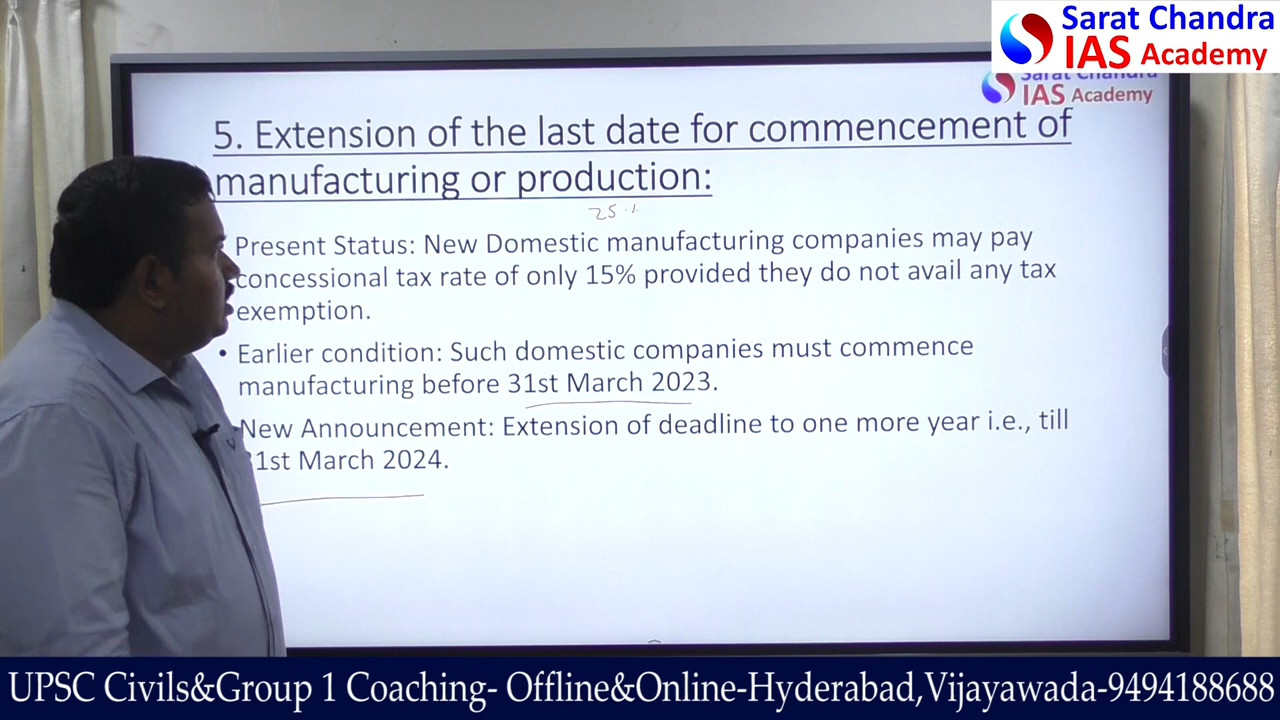 Sarat Chandra
IAS Academy
Sarat Chandra
IAS Academy
5. Extension of the last date for commencement of
manufacturing or production:
25%
• Present Status: New Domestic manufacturing companies may pay
concessional tax rate of only 15% provided they do not avail any tax
exemption.
• Earlier condition: Such domestic companies must commence
manufacturing before 31st March 2023.
New Announcement: Extension of deadline to one more year i.e., till
31st March 2024.
UPSC Civils&Group 1 Coaching- Offline&Online-Hyderabad,Vijayawada-9494188688